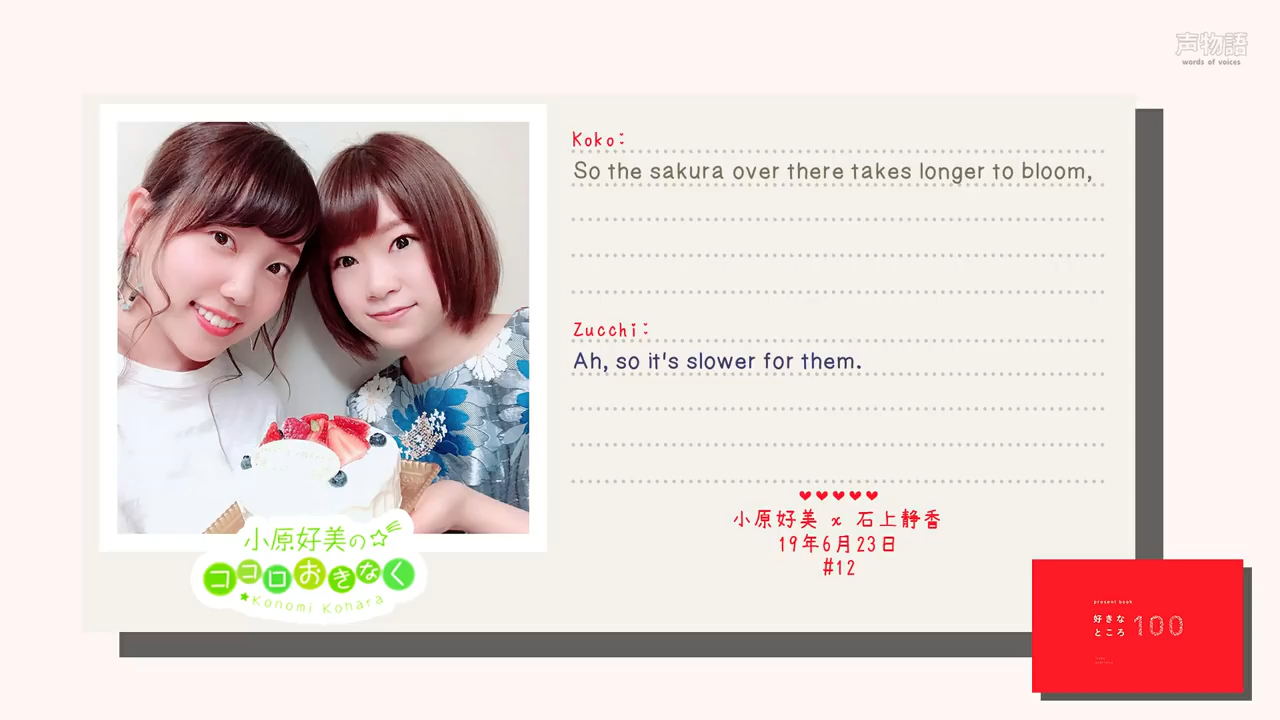 声物語
words of voices
Koko:
So the sakura over there takes longer to bloom,
Zucchi:
Ah, so it's slower for them.
♥♥♥♥♥
小原好美 x 石上静香
19年6月23日
#12
小原好美の☆
ココロおきなく
★Konomi Kohara
present book
好きな
ところ 100